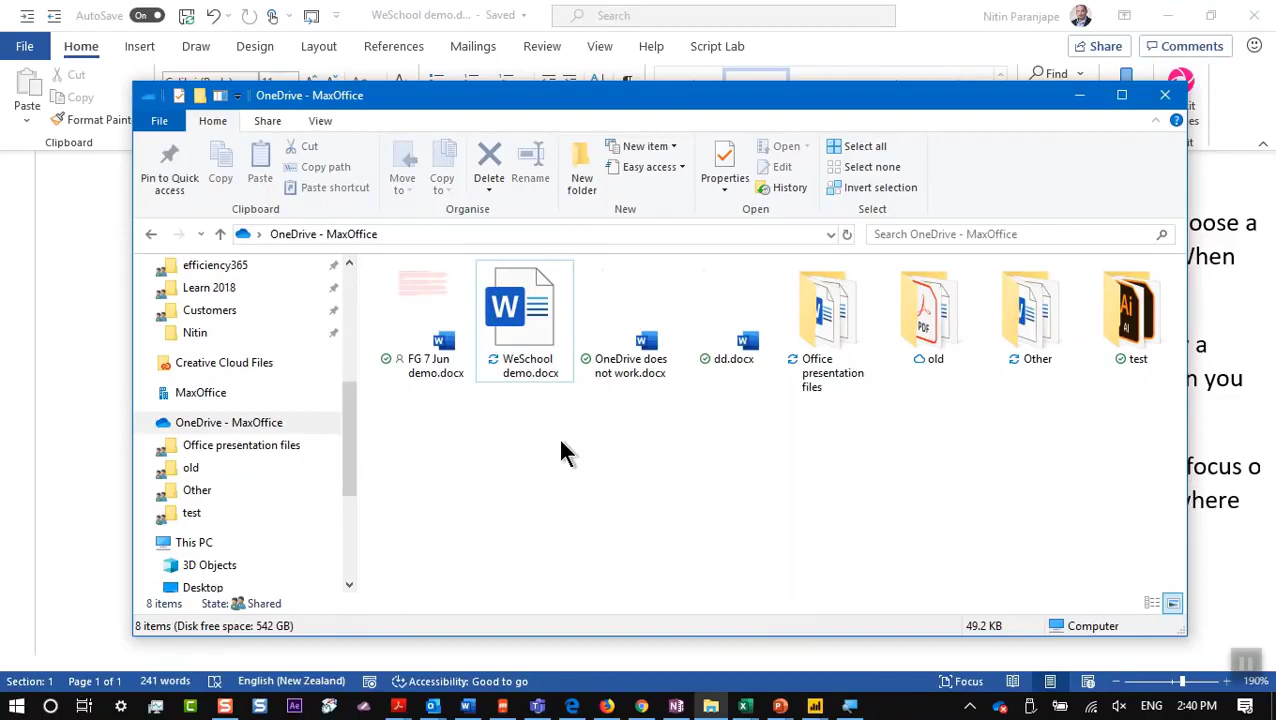 AutoSave On WeSchool demo.d... - Saved Search Nitin Paranjape
File Home Insert Draw Design Layout References Mailings Review View Help Script Lab Share Comments
Paste
Cut
Copy
Format Paint
Clipboard
Find
OneDrive - MaxOffice
File Home Share View
Pin to Quick access
Copy
Paste
Cut
Copy path
Paste shortcut
Clipboard
Move to
Copy to
Delete
Rename
Organise
New folder
New item
Easy access
New
Properties
Open
Edit
History
Open
Select all
Select none
Invert selection
Select
OneDrive - MaxOffice
Search OneDrive - MaxOffice
efficiency365
Learn 2018
Customers
Nitin
Creative Cloud Files
MaxOffice
OneDrive - MaxOffice
Office presentation files
old
Other
test
This PC
3D Objects
Desktop
W
PDF
Ai
AI
FG 7 Jun
demo.docx
WeSchool
demo.docx
OneDrive does
not work.docx
dd.docx
Office
presentation
files
old
Other
test
8 items State: Shared
8 items (Disk free space: 542 GB) 49.2 KB Computer
oose a
When
a
n you
focus o
where
Section: 1 Page 1 of 1 241 words English (New Zealand) Accessibility: Good to go Focus 190%
ENG 2:40 PM